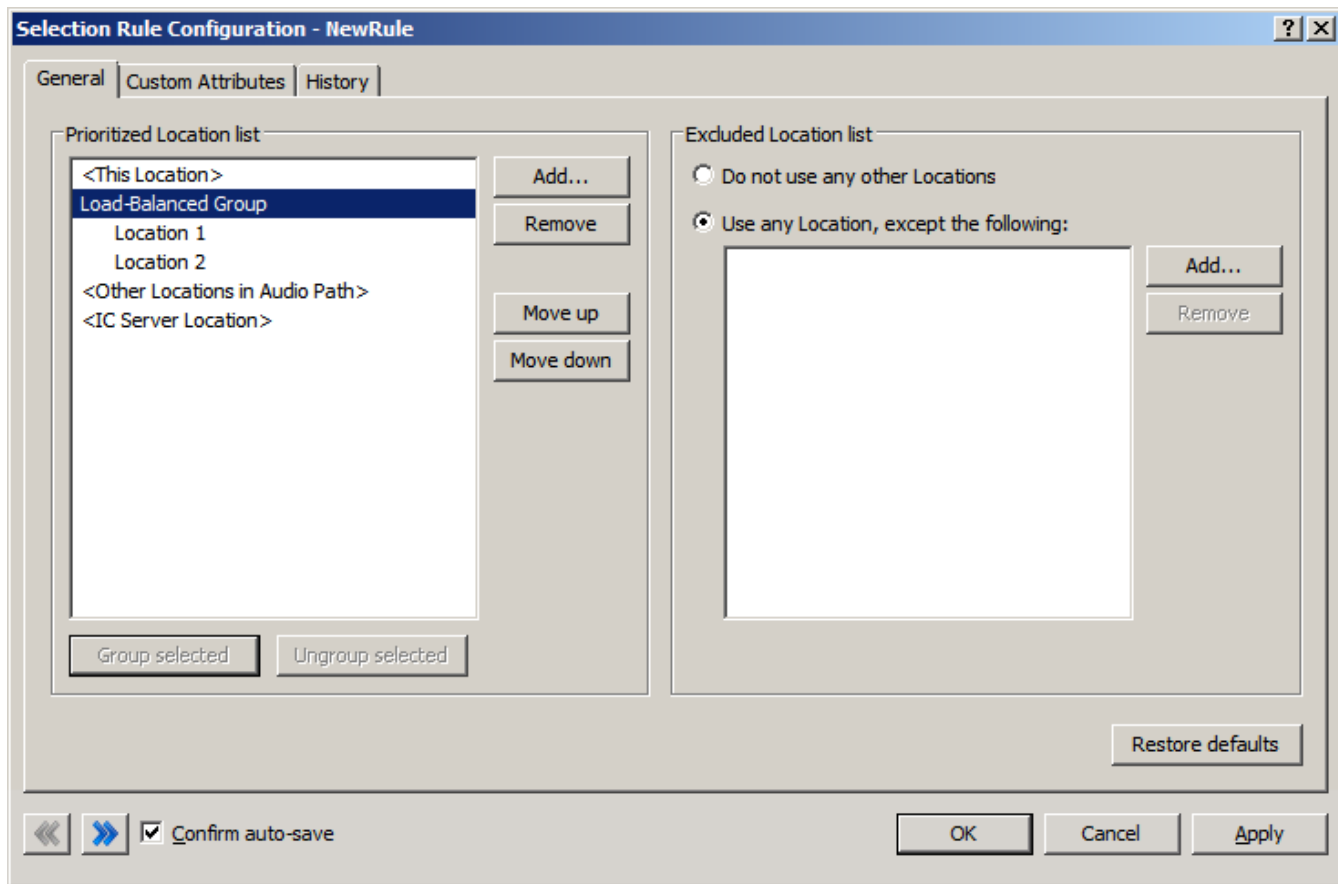 Selection Rule Configuration - NewRule
General Custom Attributes History
Prioritized Location list
<This Location>
Load-Balanced Group
Location 1
Location 2
<Other Locations in Audio Path>
<IC Server Location>
Add...
Remove
Move up
Move down
Group selected Ungroup selected
Excluded Location list
Do not use any other Locations
Use any Location, except the following:
Add...
Remove
Restore defaults
Confirm auto-save
OK Cancel Apply